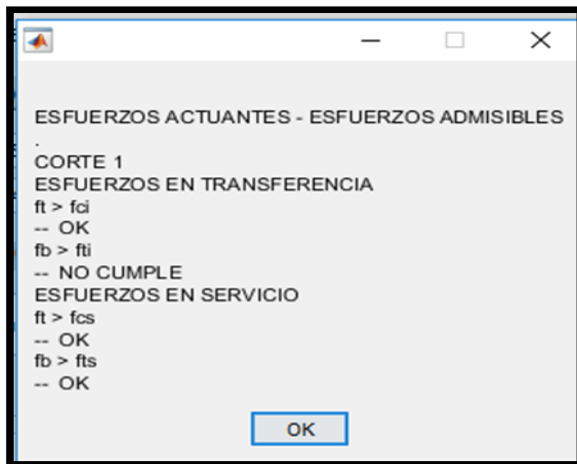 ESFUERZOS ACTUANTES - ESFUERZOS ADMISIBLES
.
CORTE 1
ESFUERZOS EN TRANSFERENCIA
ft > fci
-- OK
fb > fti
-- NO CUMPLE
ESFUERZOS EN SERVICIO
ft > fcs
-- OK
fb > fts
-- OK
OK